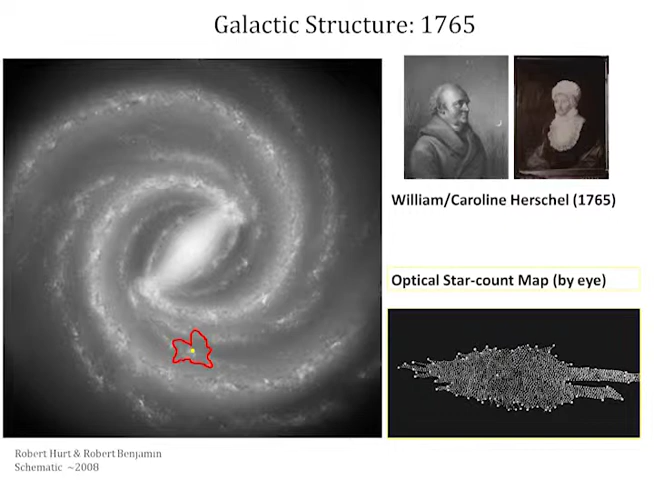 Galactic Structure: 1765
William/Caroline Herschel (1765)
Optical Star-count Map (by eye)
Robert Hurt & Robert Benjamin
Schematic ~2008